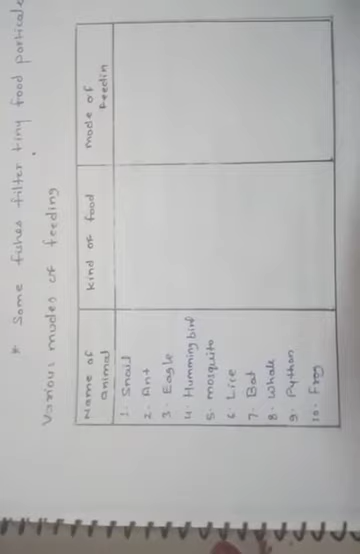 * Some fishes filter tiny food particale
Various modes of feeding
Name of animal | kind of food | mode of Feedin
1. Snail
2. Ant
3. Eagle
4. Humming bird
5. mosquito
6. Lice
7. Bat
8. Whale
9. Python
10. Frog